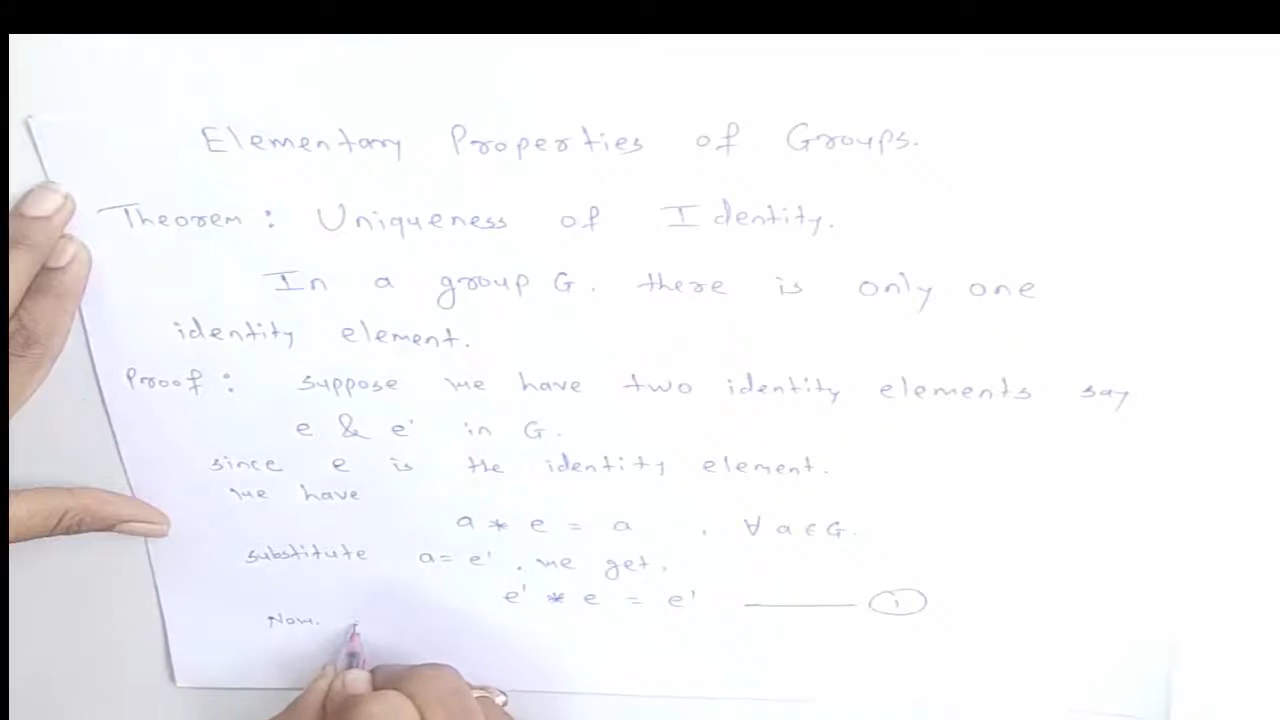 Elementary Properties of Groups.
Theorem : Uniqueness of Identity.
In a group G. there is only one
identity element.
Proof : suppose we have two identity elements say
e & e' in G.
since e is the identity element.
we have
a * e = a , ∀ a ∈ G.
substitute a = e' , we get,
e' * e = e' ——— ①
Now.